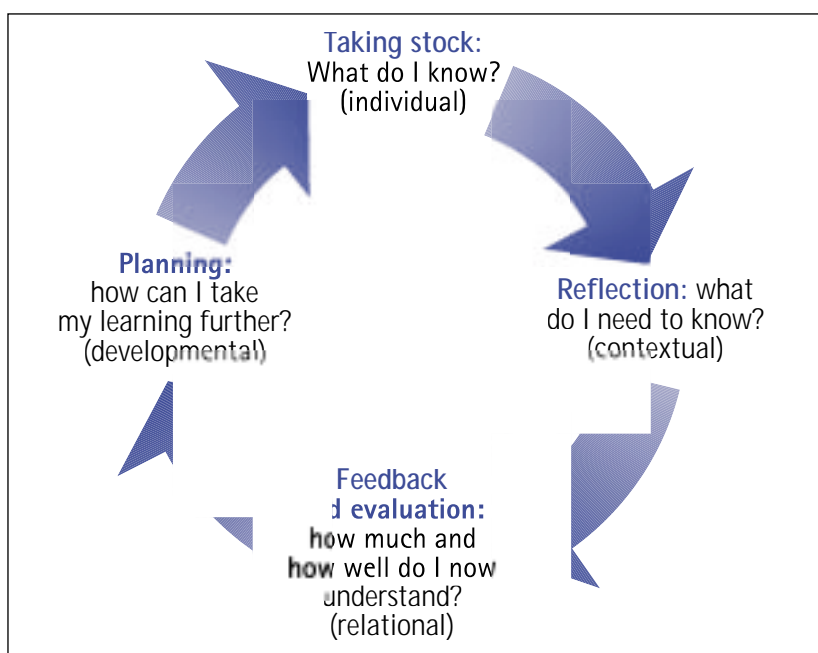 Taking stock:
What do I know?
(individual)
Reflection: what
do I need to know?
(contextual)
Feedback
d evaluation:
how much and
how well do I now
understand?
(relational)
Planning:
how can I take
my learning further?
(developmental)